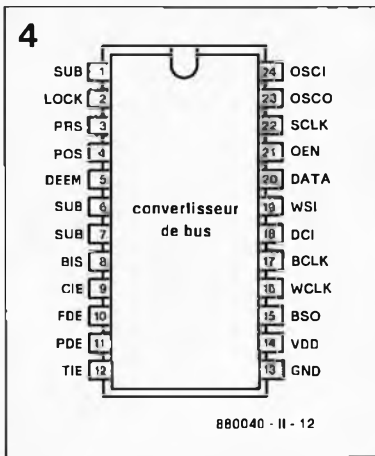 4
SUB 1
LOCK 2
PRS 3
POS 4
DEEM 5
SUB 6
SUB 7
BIS 8
CIE 9
FDE 10
PDE 11
TIE 12
convertisseur
de bus
24 OSCI
23 OSCO
22 SCLK
21 OEN
20 DATA
19 WSI
18 DCI
17 BCLK
16 WCLK
15 BSO
14 VDD
13 GND
880040 - II - 12